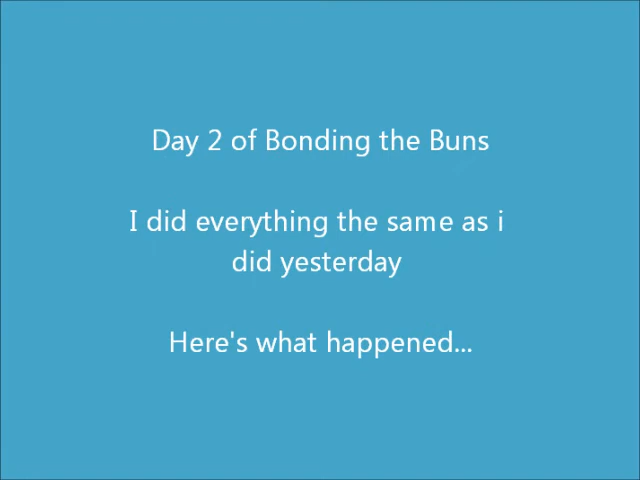 Day 2 of Bonding the Buns
I did everything the same as i
did yesterday
Here's what happened...